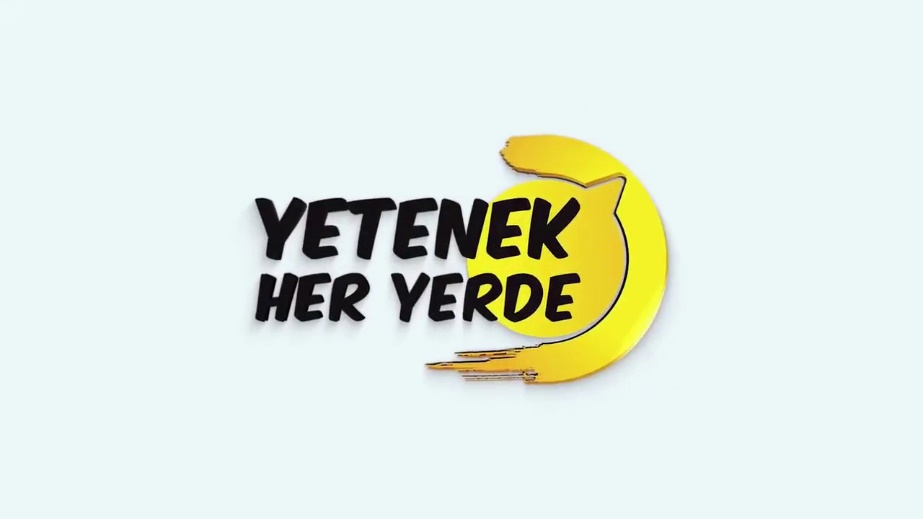 YETENEK
HER YERDE